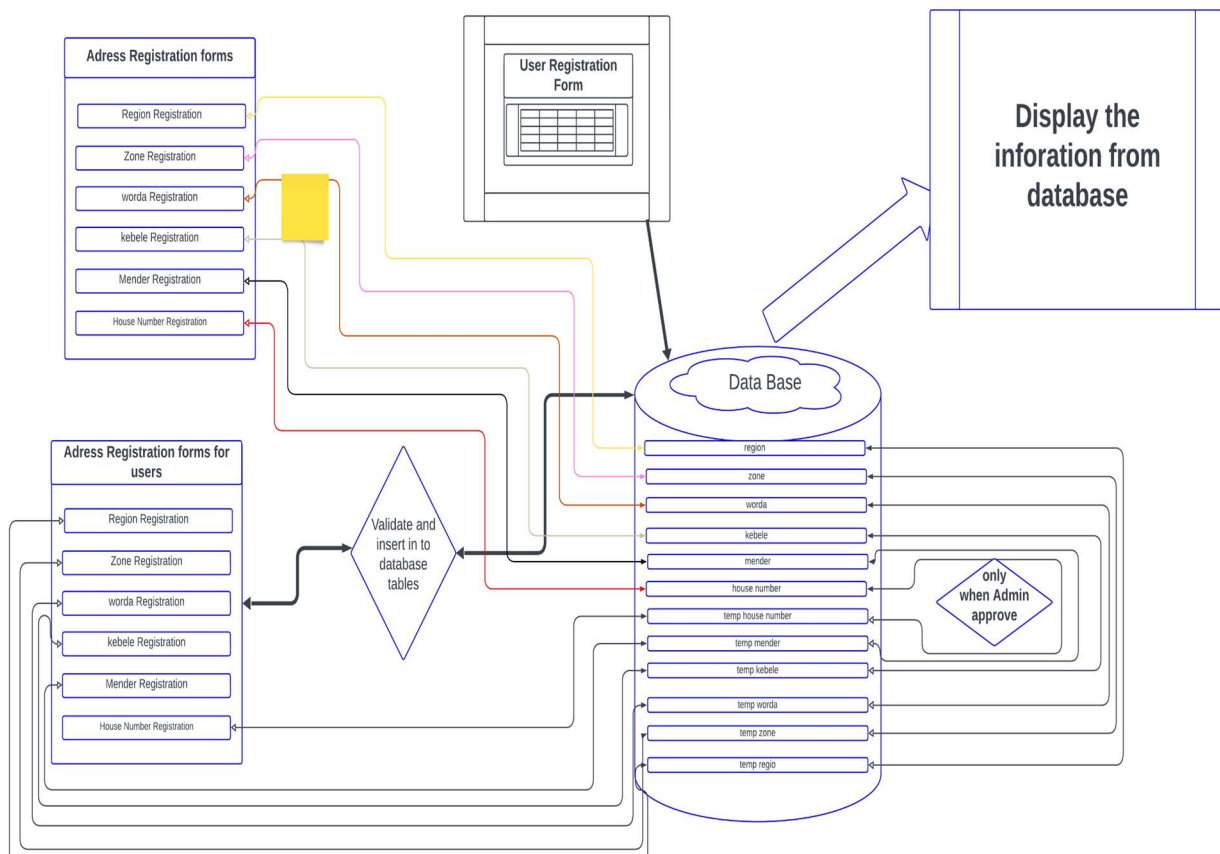 Adress Registration forms
Region Registration
Zone Registration
worda Registration
kebele Registration
Mender Registration
House Number Registration
User Registration
Form
Display the
inforation from
database
Data Base
region
zone
worda
kebele
mender
house number
temp house number
temp mender
temp kebele
temp worda
temp zone
temp regio
only
when Admin
approve
Adress Registration forms for
users
Region Registration
Zone Registration
worda Registration
kebele Registration
Mender Registration
House Number Registration
Validate and
insert in to
database
tables